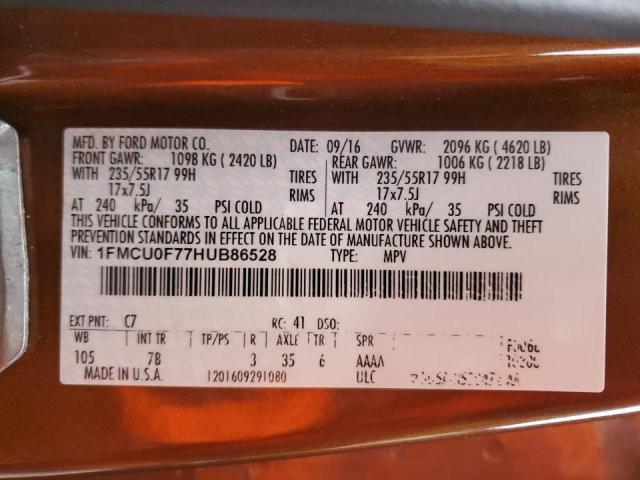 MFD. BY FORD MOTOR CO.
DATE: 09/16 GVWR: 2096 KG ( 4620 LB)
FRONT GAWR: 1098 KG ( 2420 LB)
REAR GAWR: 1006 KG ( 2218 LB)
WITH 235/55R17 99H TIRES
WITH 235/55R17 99H TIRES
17x7.5J RIMS
17x7.5J RIMS
AT 240 kPa/ 35 PSI COLD
AT 240 kPa/ 35 PSI COLD
THIS VEHICLE CONFORMS TO ALL APPLICABLE FEDERAL MOTOR VEHICLE SAFETY AND THEFT
PREVENTION STANDARDS IN EFFECT ON THE DATE OF MANUFACTURE SHOWN ABOVE.
VIN: 1FMCU0F77HUB86528 TYPE: MPV
EXT PNT: C7 RC: 41 DSO:
WB INT TR TP/PS R AXLE TR SPR
105 7B 3 35 6 AAAA
MADE IN U.S.A. 1201609291080 ULC